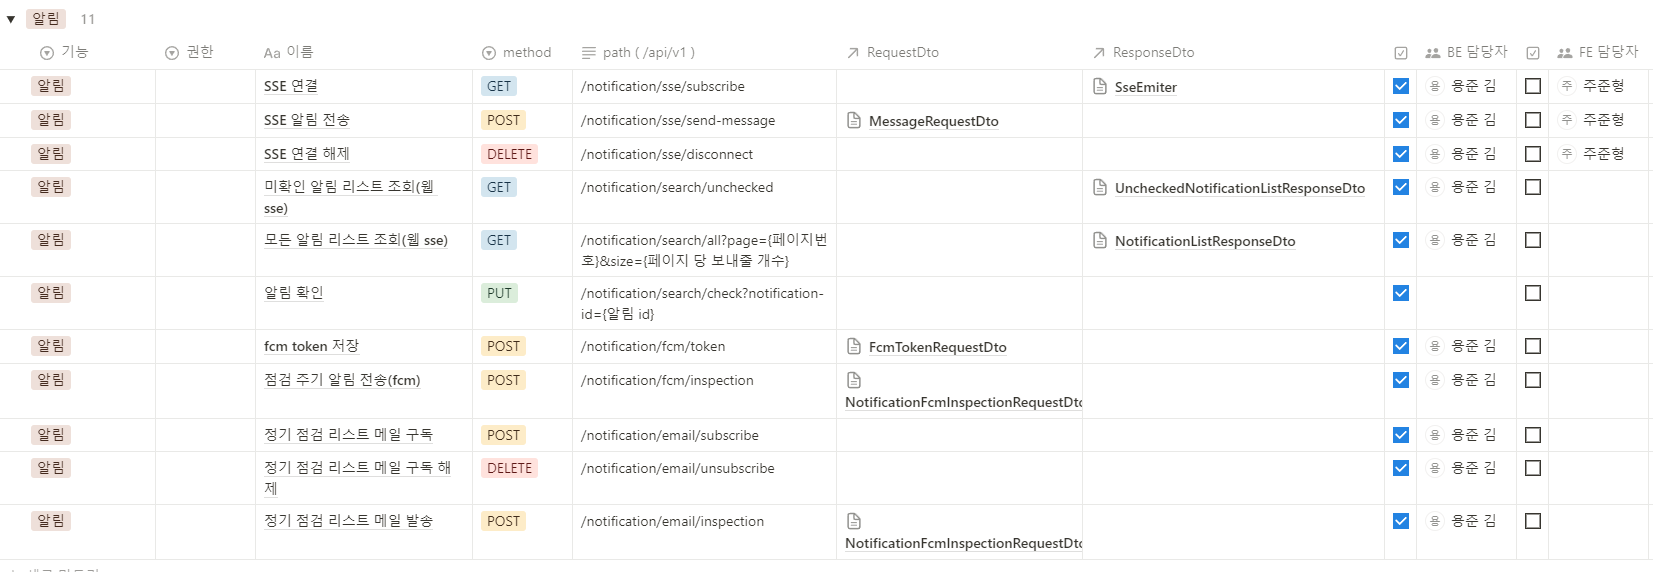 알림 11
기능 권한 Aa 이름 method path ( /api/v1 ) RequestDto ResponseDto BE 담당자 FE 담당자
알림 SSE 연결 GET /notification/sse/subscribe SseEmiter 용 용준 김 주 주준형
알림 SSE 알림 전송 POST /notification/sse/send-message MessageRequestDto 용 용준 김 주 주준형
알림 SSE 연결 해제 DELETE /notification/sse/disconnect 용 용준 김 주 주준형
알림 미확인 알림 리스트 조회(웹 GET /notification/search/unchecked UncheckedNotificationListResponseDto 용 용준 김
sse)
알림 모든 알림 리스트 조회(웹 sse) GET /notification/search/all?page={페이지번 NotificationListResponseDto 용 용준 김
호}&size={페이지 당 보내줄 개수}
알림 알림 확인 PUT /notification/search/check?notification-
id={알림 id}
알림 fcm token 저장 POST /notification/fcm/token FcmTokenRequestDto 용 용준 김
알림 점검 주기 알림 전송(fcm) POST /notification/fcm/inspection 용 용준 김
NotificationFcmInspectionRequestDto
알림 정기 점검 리스트 메일 구독 POST /notification/email/subscribe 용 용준 김
알림 정기 점검 리스트 메일 구독 해 DELETE /notification/email/unsubscribe 용 용준 김
제
알림 정기 점검 리스트 메일 발송 POST /notification/email/inspection 용 용준 김
NotificationFcmInspectionRequestDto